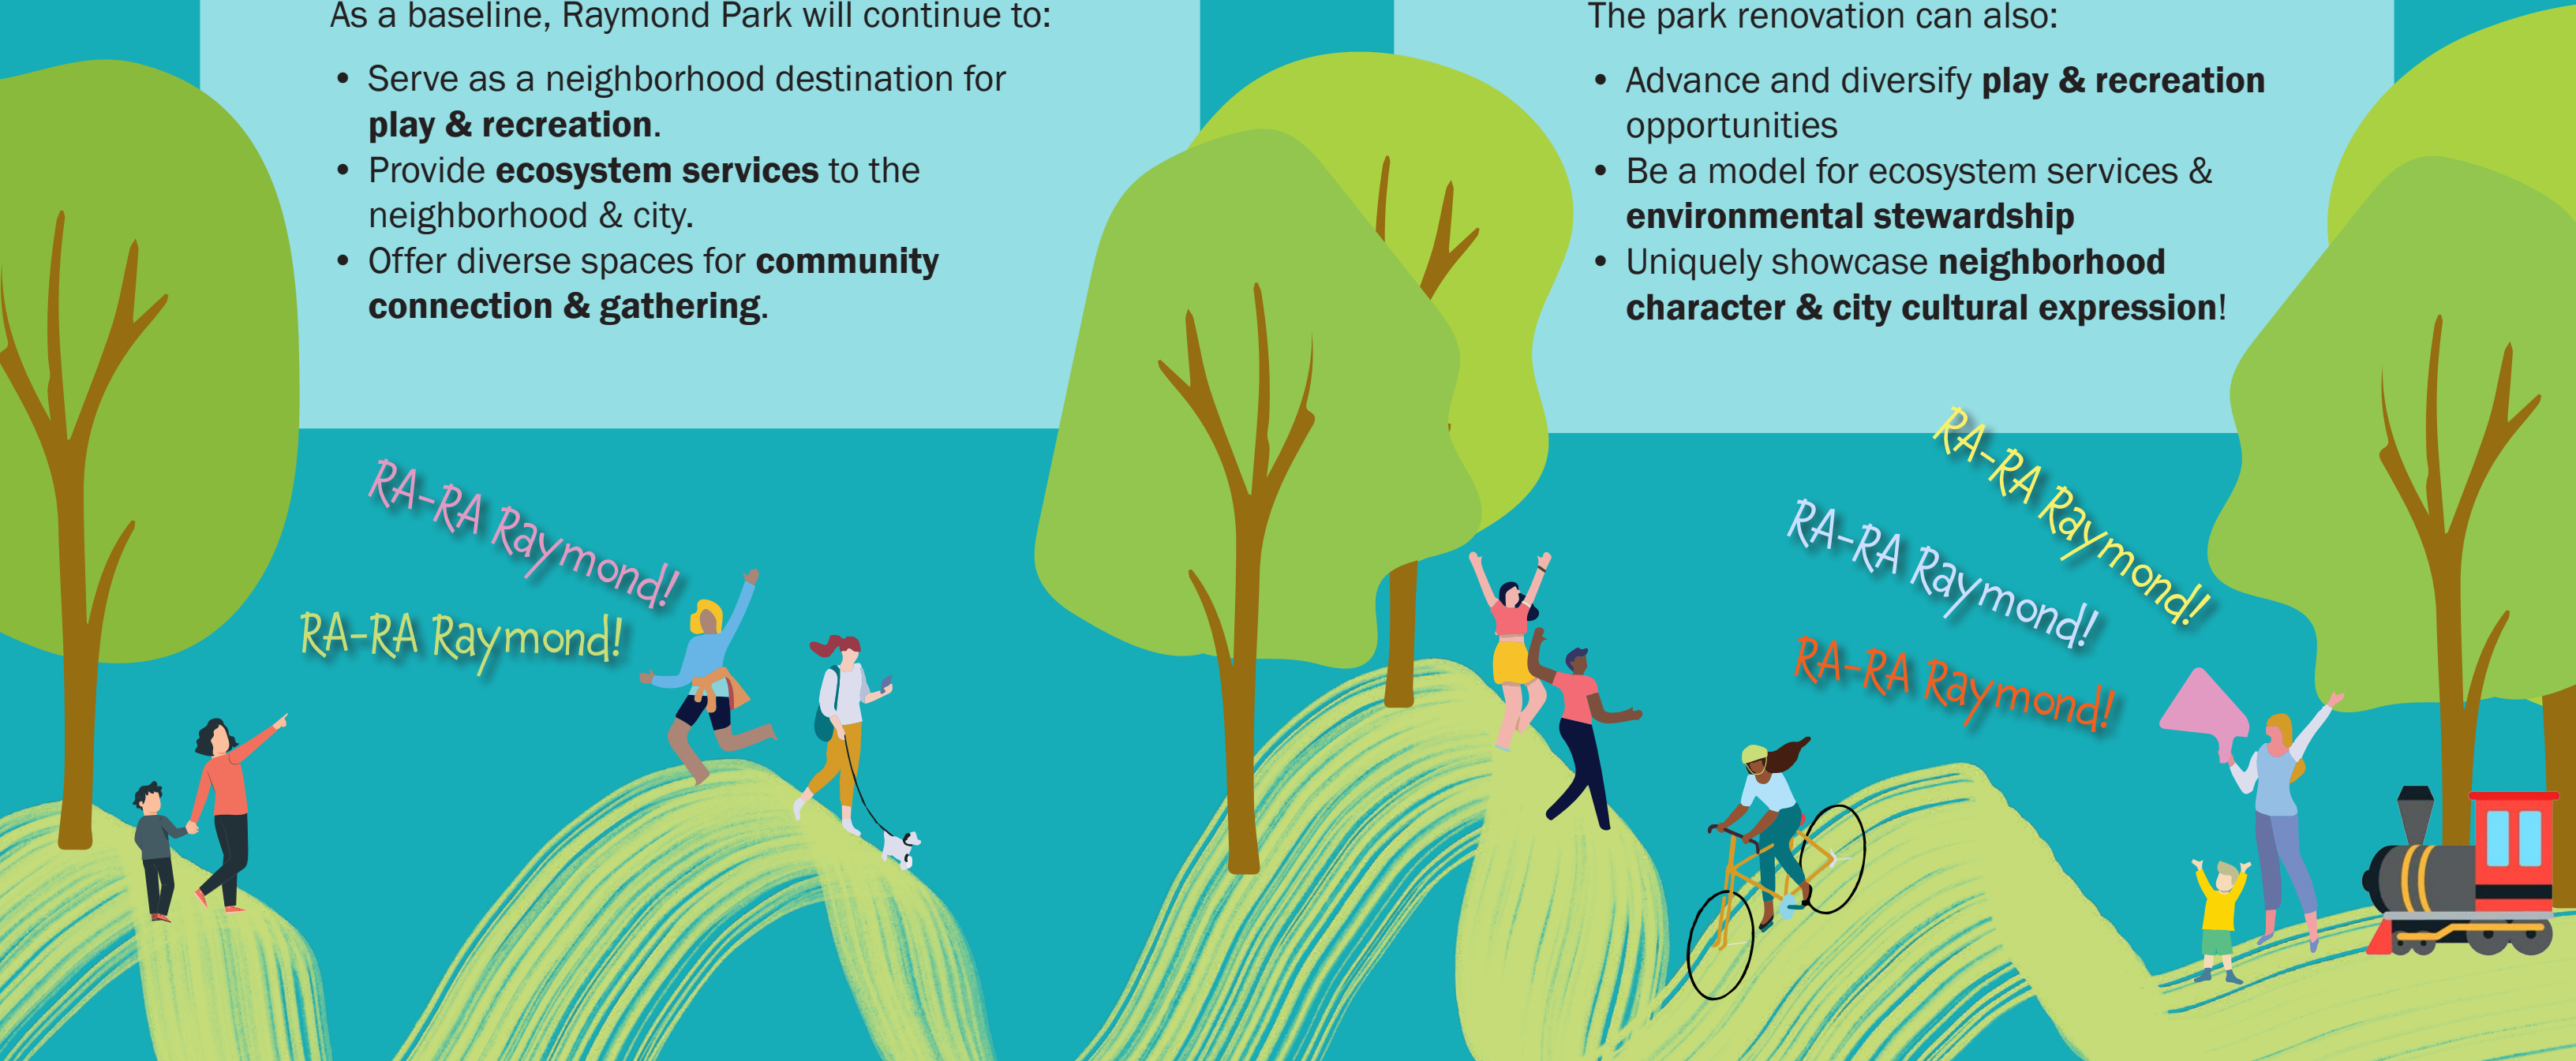 As a baseline, Raymond Park will continue to:
• Serve as a neighborhood destination for
play & recreation.
• Provide ecosystem services to the
neighborhood & city.
• Offer diverse spaces for community
connection & gathering.
The park renovation can also:
• Advance and diversify play & recreation
opportunities
• Be a model for ecosystem services &
environmental stewardship
• Uniquely showcase neighborhood
character & city cultural expression!
RA-RA Raymond!
RA-RA Raymond!
RA-RA Raymond!
RA-RA Raymond!
RA-RA Raymond!